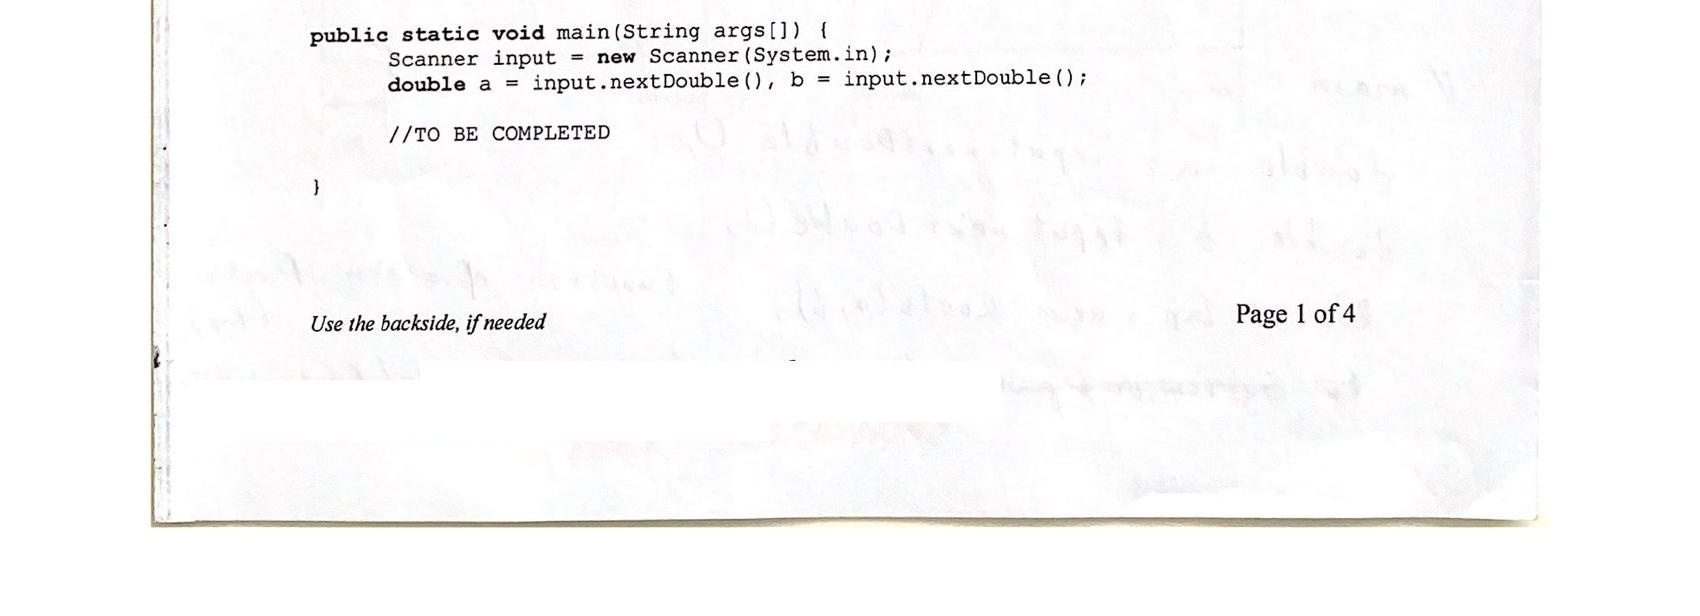 public static void main(String args[]) {
Scanner input = new Scanner(System.in);
double a = input.nextDouble(), b = input.nextDouble();
//TO BE COMPLETED
}
Use the backside, if needed
Page 1 of 4